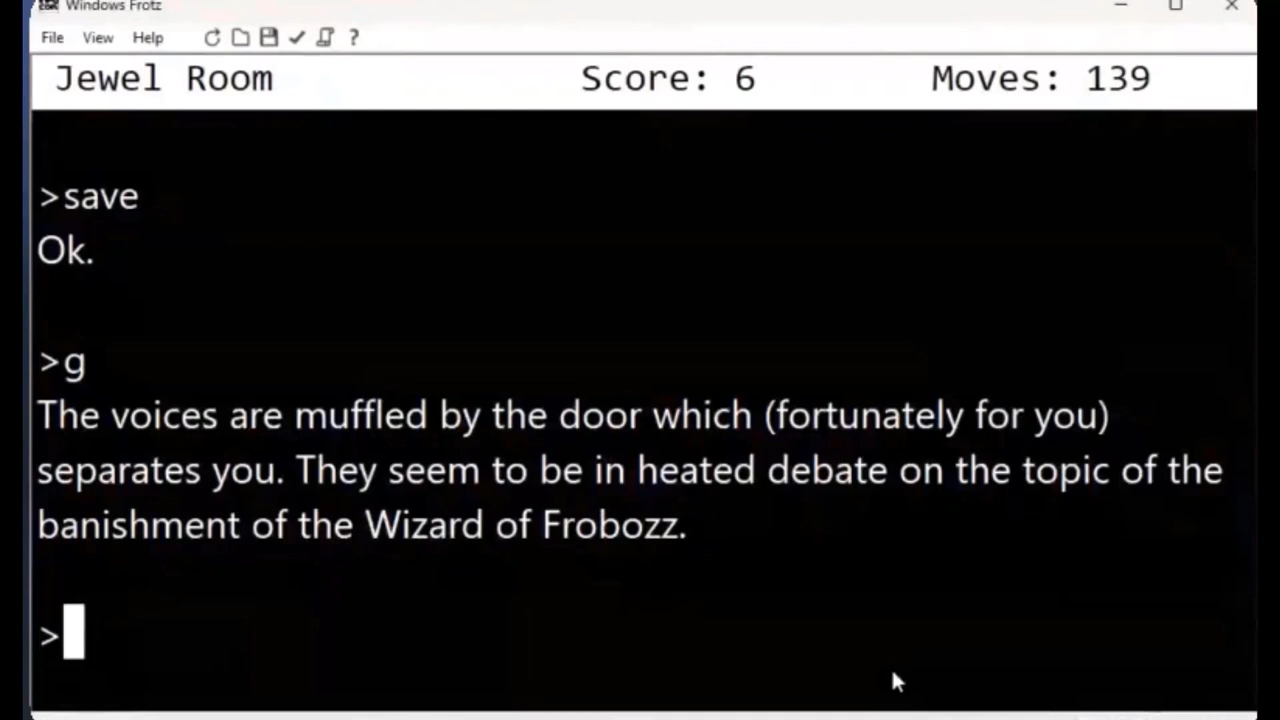 Windows Frotz
File View Help ?
Jewel Room Score: 6 Moves: 139
>save
Ok.
>g
The voices are muffled by the door which (fortunately for you)
separates you. They seem to be in heated debate on the topic of the
banishment of the Wizard of Frobozz.
>